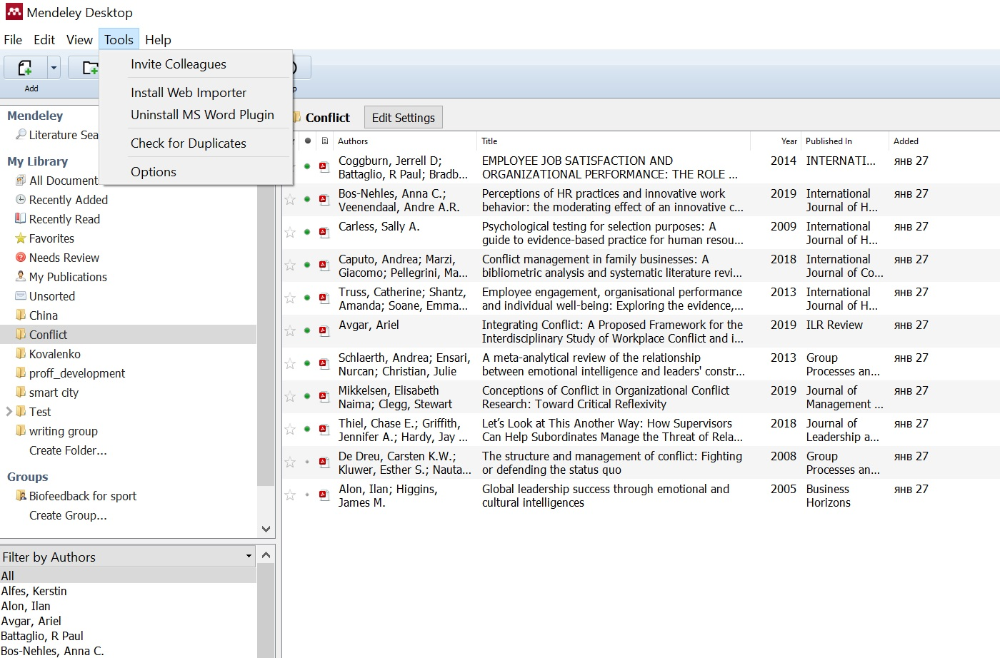 Mendeley Desktop
File Edit View Tools Help
Invite Colleagues
Install Web Importer
Uninstall MS Word Plugin
Check for Duplicates
Options
Add
Mendeley
Literature Sea
My Library
All Document
Recently Added
Recently Read
Favorites
Needs Review
My Publications
Unsorted
China
Conflict
Kovalenko
proff_development
smart city
Test
writing group
Create Folder...
Groups
Biofeedback for sport
Create Group...
Filter by Authors
All
Alfes, Kerstin
Alon, Ilan
Avgar, Ariel
Battaglio, R Paul
Bos-Nehles, Anna C.
Conflict Edit Settings
Authors Title Year Published In Added
Coggburn, Jerrell D; EMPLOYEE JOB SATISFACTION AND 2014 INTERNATI... янв 27
Battaglio, R Paul; Bradb... ORGANIZATIONAL PERFORMANCE: THE ROLE ...
Bos-Nehles, Anna C.; Perceptions of HR practices and innovative work 2019 International янв 27
Veenendaal, Andre A.R. behavior: the moderating effect of an innovative c... Journal of H...
Carless, Sally A. Psychological testing for selection purposes: A 2009 International янв 27
guide to evidence-based practice for human resou... Journal of H...
Caputo, Andrea; Marzi, Conflict management in family businesses: A 2018 International янв 27
Giacomo; Pellegrini, Ma... bibliometric analysis and systematic literature revi... Journal of Co...
Truss, Catherine; Shantz, Employee engagement, organisational performance 2013 International янв 27
Amanda; Soane, Emma... and individual well-being: Exploring the evidence,... Journal of H...
Avgar, Ariel Integrating Conflict: A Proposed Framework for the 2019 ILR Review янв 27
Interdisciplinary Study of Workplace Conflict and i...
Schlaerth, Andrea; Ensari, A meta-analytical review of the relationship 2013 Group янв 27
Nurcan; Christian, Julie between emotional intelligence and leaders' constr... Processes an...
Mikkelsen, Elisabeth Conceptions of Conflict in Organizational Conflict 2019 Journal of янв 27
Naima; Clegg, Stewart Research: Toward Critical Reflexivity Management ...
Thiel, Chase E.; Griffith, Let's Look at This Another Way: How Supervisors 2018 Journal of янв 27
Jennifer A.; Hardy, Jay ... Can Help Subordinates Manage the Threat of Rela... Leadership a...
De Dreu, Carsten K.W.; The structure and management of conflict: Fighting 2008 Group янв 27
Kluwer, Esther S.; Nauta... or defending the status quo Processes an...
Alon, Ilan; Higgins, Global leadership success through emotional and 2005 Business янв 27
James M. cultural intelligences Horizons